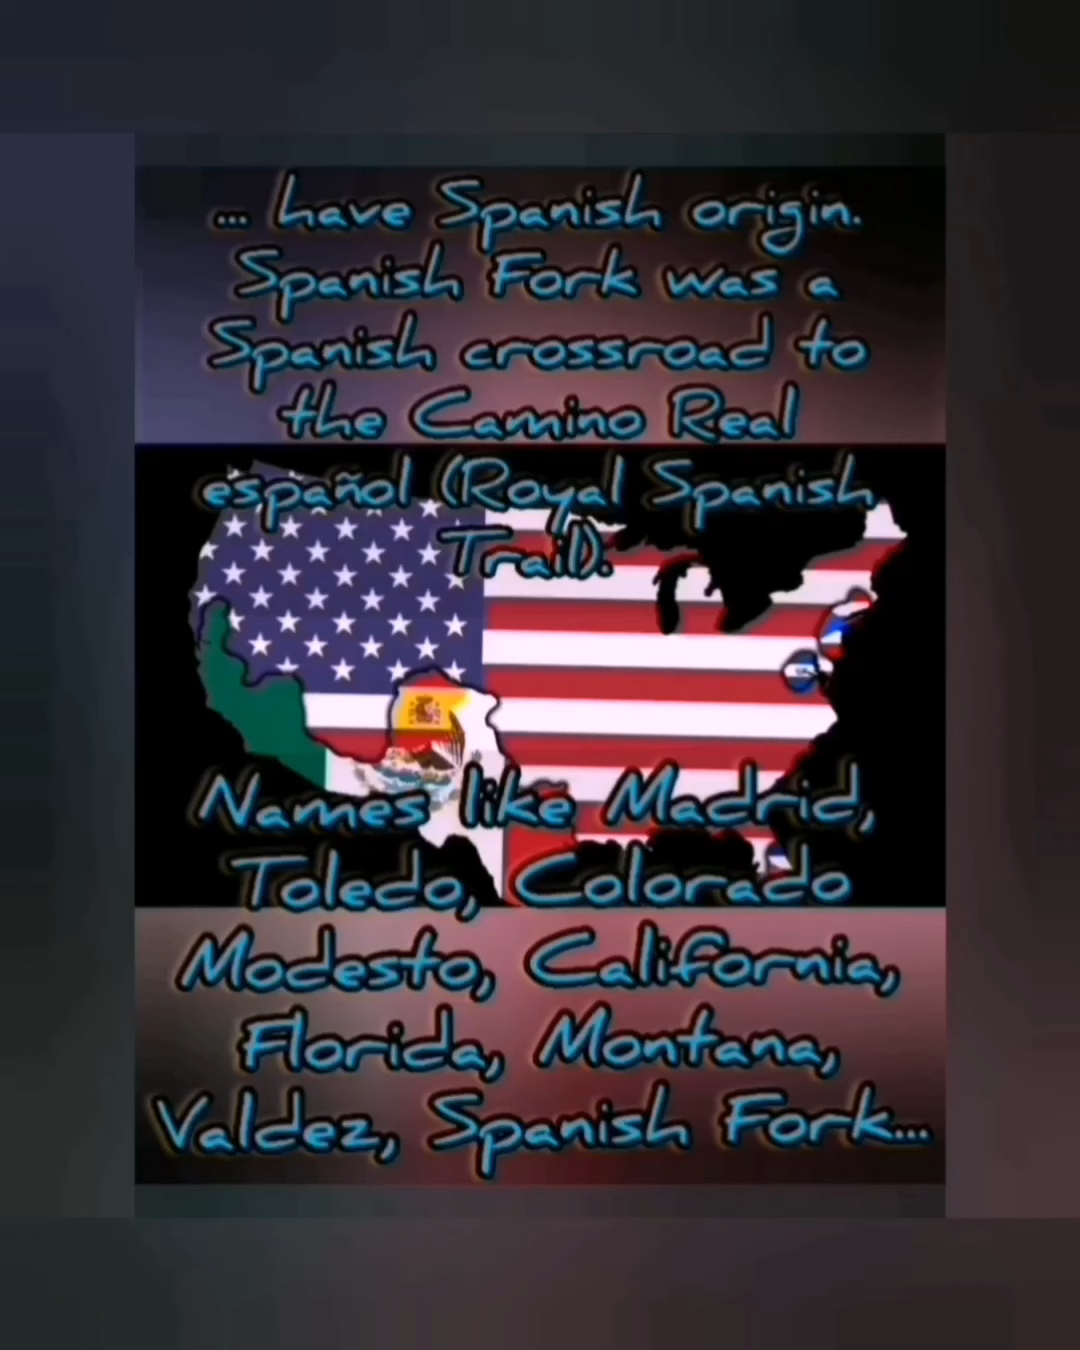 ... have Spanish origin.
Spanish Fork was a
Spanish crossroad to
the Camino Real
español (Royal Spanish
Trail).
Names like Madrid,
Toledo, Colorado
Modesto, California,
Florida, Montana,
Valdez, Spanish Fork...